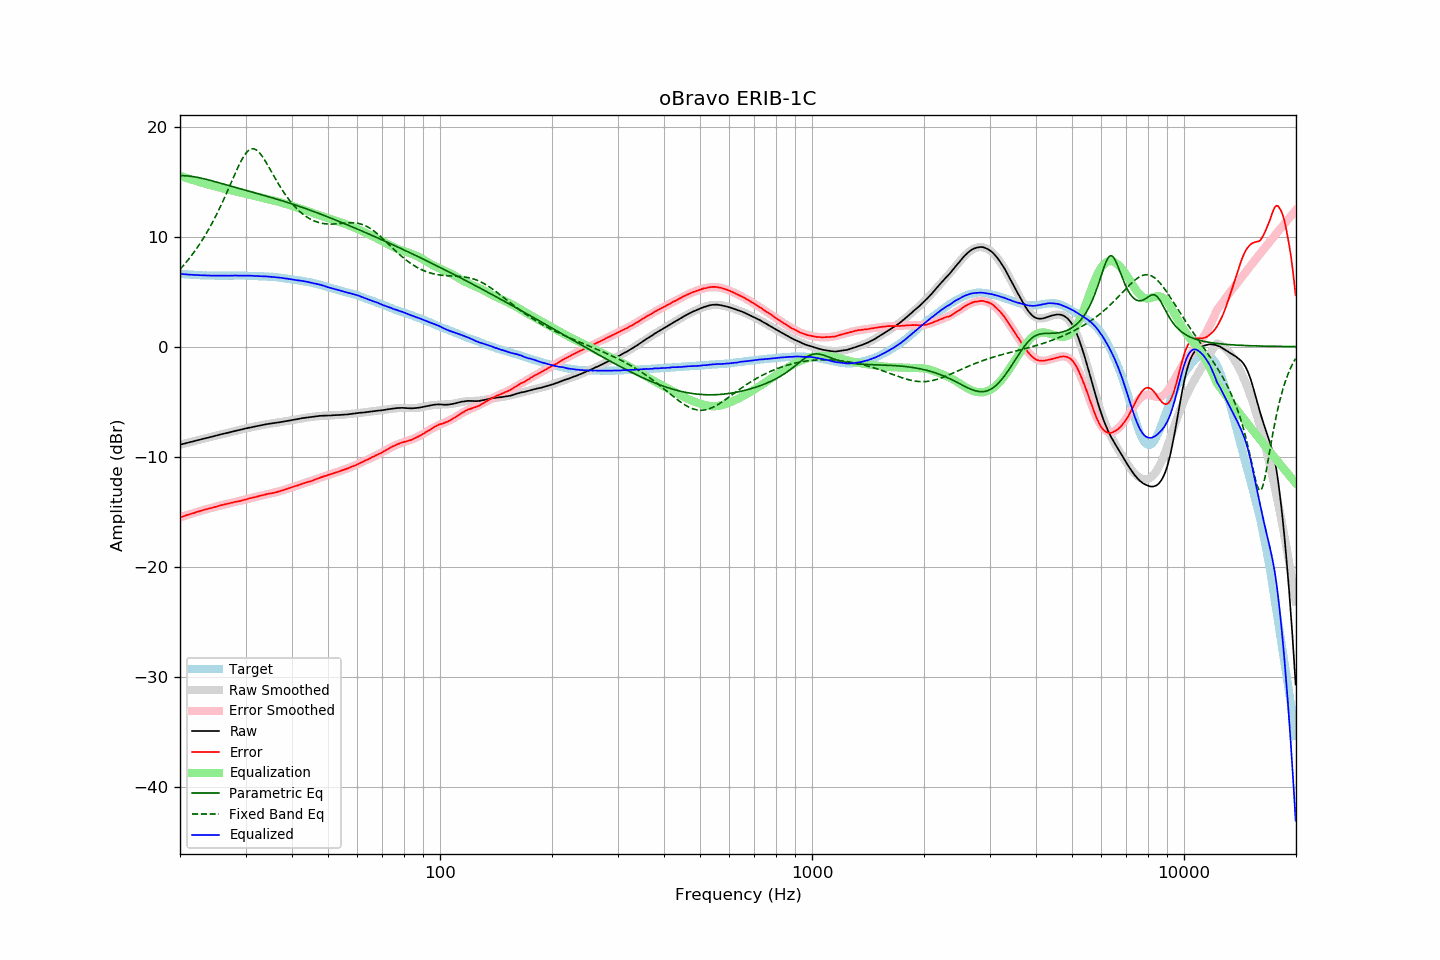 oBravo ERIB-1C
20
10
0
−10
−20
−30
−40
Amplitude (dBr)
100
1000
10000
Frequency (Hz)
Target
Raw Smoothed
Error Smoothed
Raw
Error
Equalization
Parametric Eq
Fixed Band Eq
Equalized